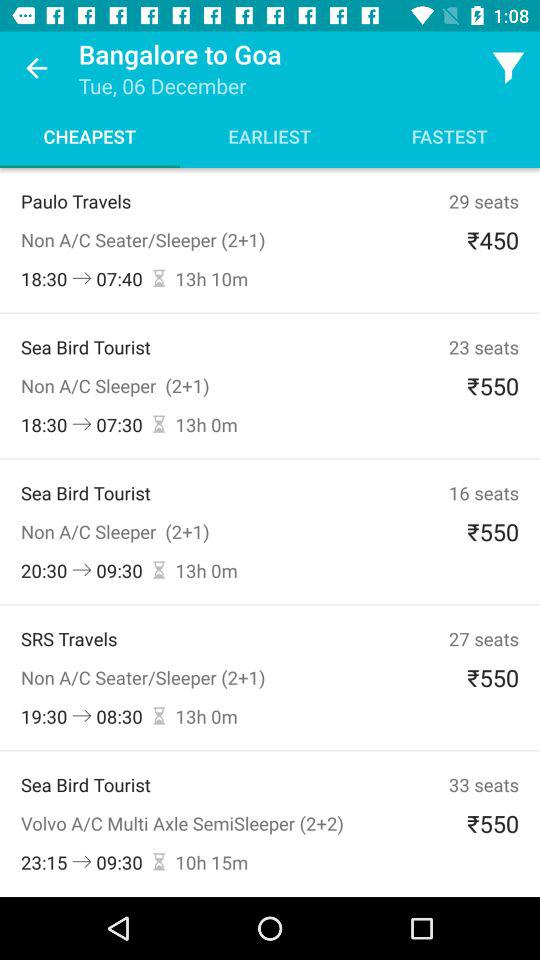 1:08
Bangalore to Goa
Tue, 06 December
CHEAPEST EARLIEST FASTEST
Paulo Travels 29 seats
Non A/C Seater/Sleeper (2+1) ₹450
18:30 → 07:40 13h 10m
Sea Bird Tourist 23 seats
Non A/C Sleeper (2+1) ₹550
18:30 → 07:30 13h 0m
Sea Bird Tourist 16 seats
Non A/C Sleeper (2+1) ₹550
20:30 → 09:30 13h 0m
SRS Travels 27 seats
Non A/C Seater/Sleeper (2+1) ₹550
19:30 → 08:30 13h 0m
Sea Bird Tourist 33 seats
Volvo A/C Multi Axle SemiSleeper (2+2) ₹550
23:15 → 09:30 10h 15m